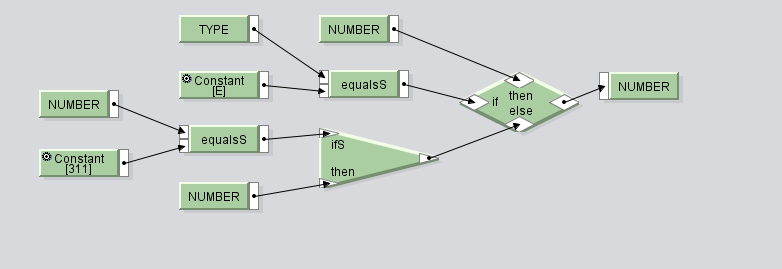 TYPE
NUMBER
Constant
[E]
equalsS
if
then
else
NUMBER
NUMBER
Constant
[311]
equalsS
ifS
then
NUMBER